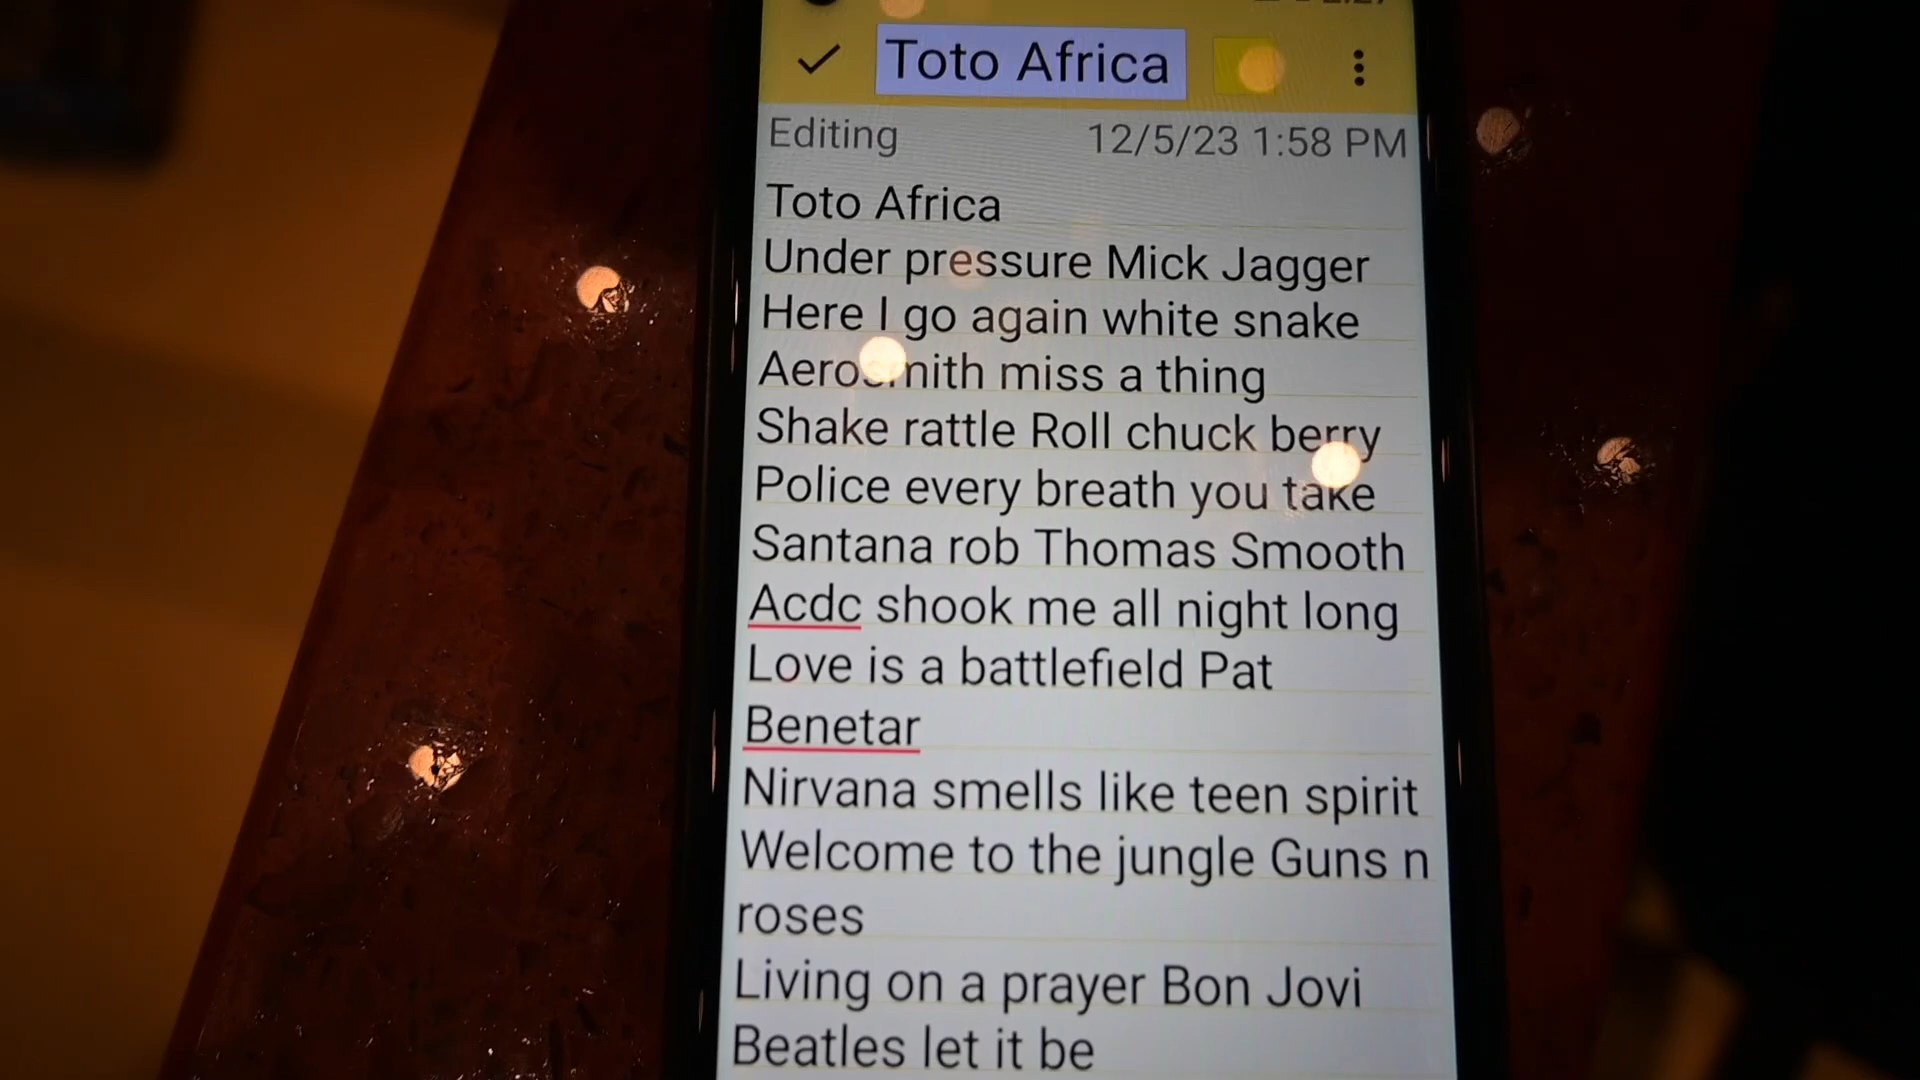 Toto Africa
Editing 12/5/23 1:58 PM
Toto Africa
Under pressure Mick Jagger
Here I go again white snake
Aerosmith miss a thing
Shake rattle Roll chuck berry
Police every breath you take
Santana rob Thomas Smooth
Acdc shook me all night long
Love is a battlefield Pat
Benetar
Nirvana smells like teen spirit
Welcome to the jungle Guns n
roses
Living on a prayer Bon Jovi
Beatles let it be